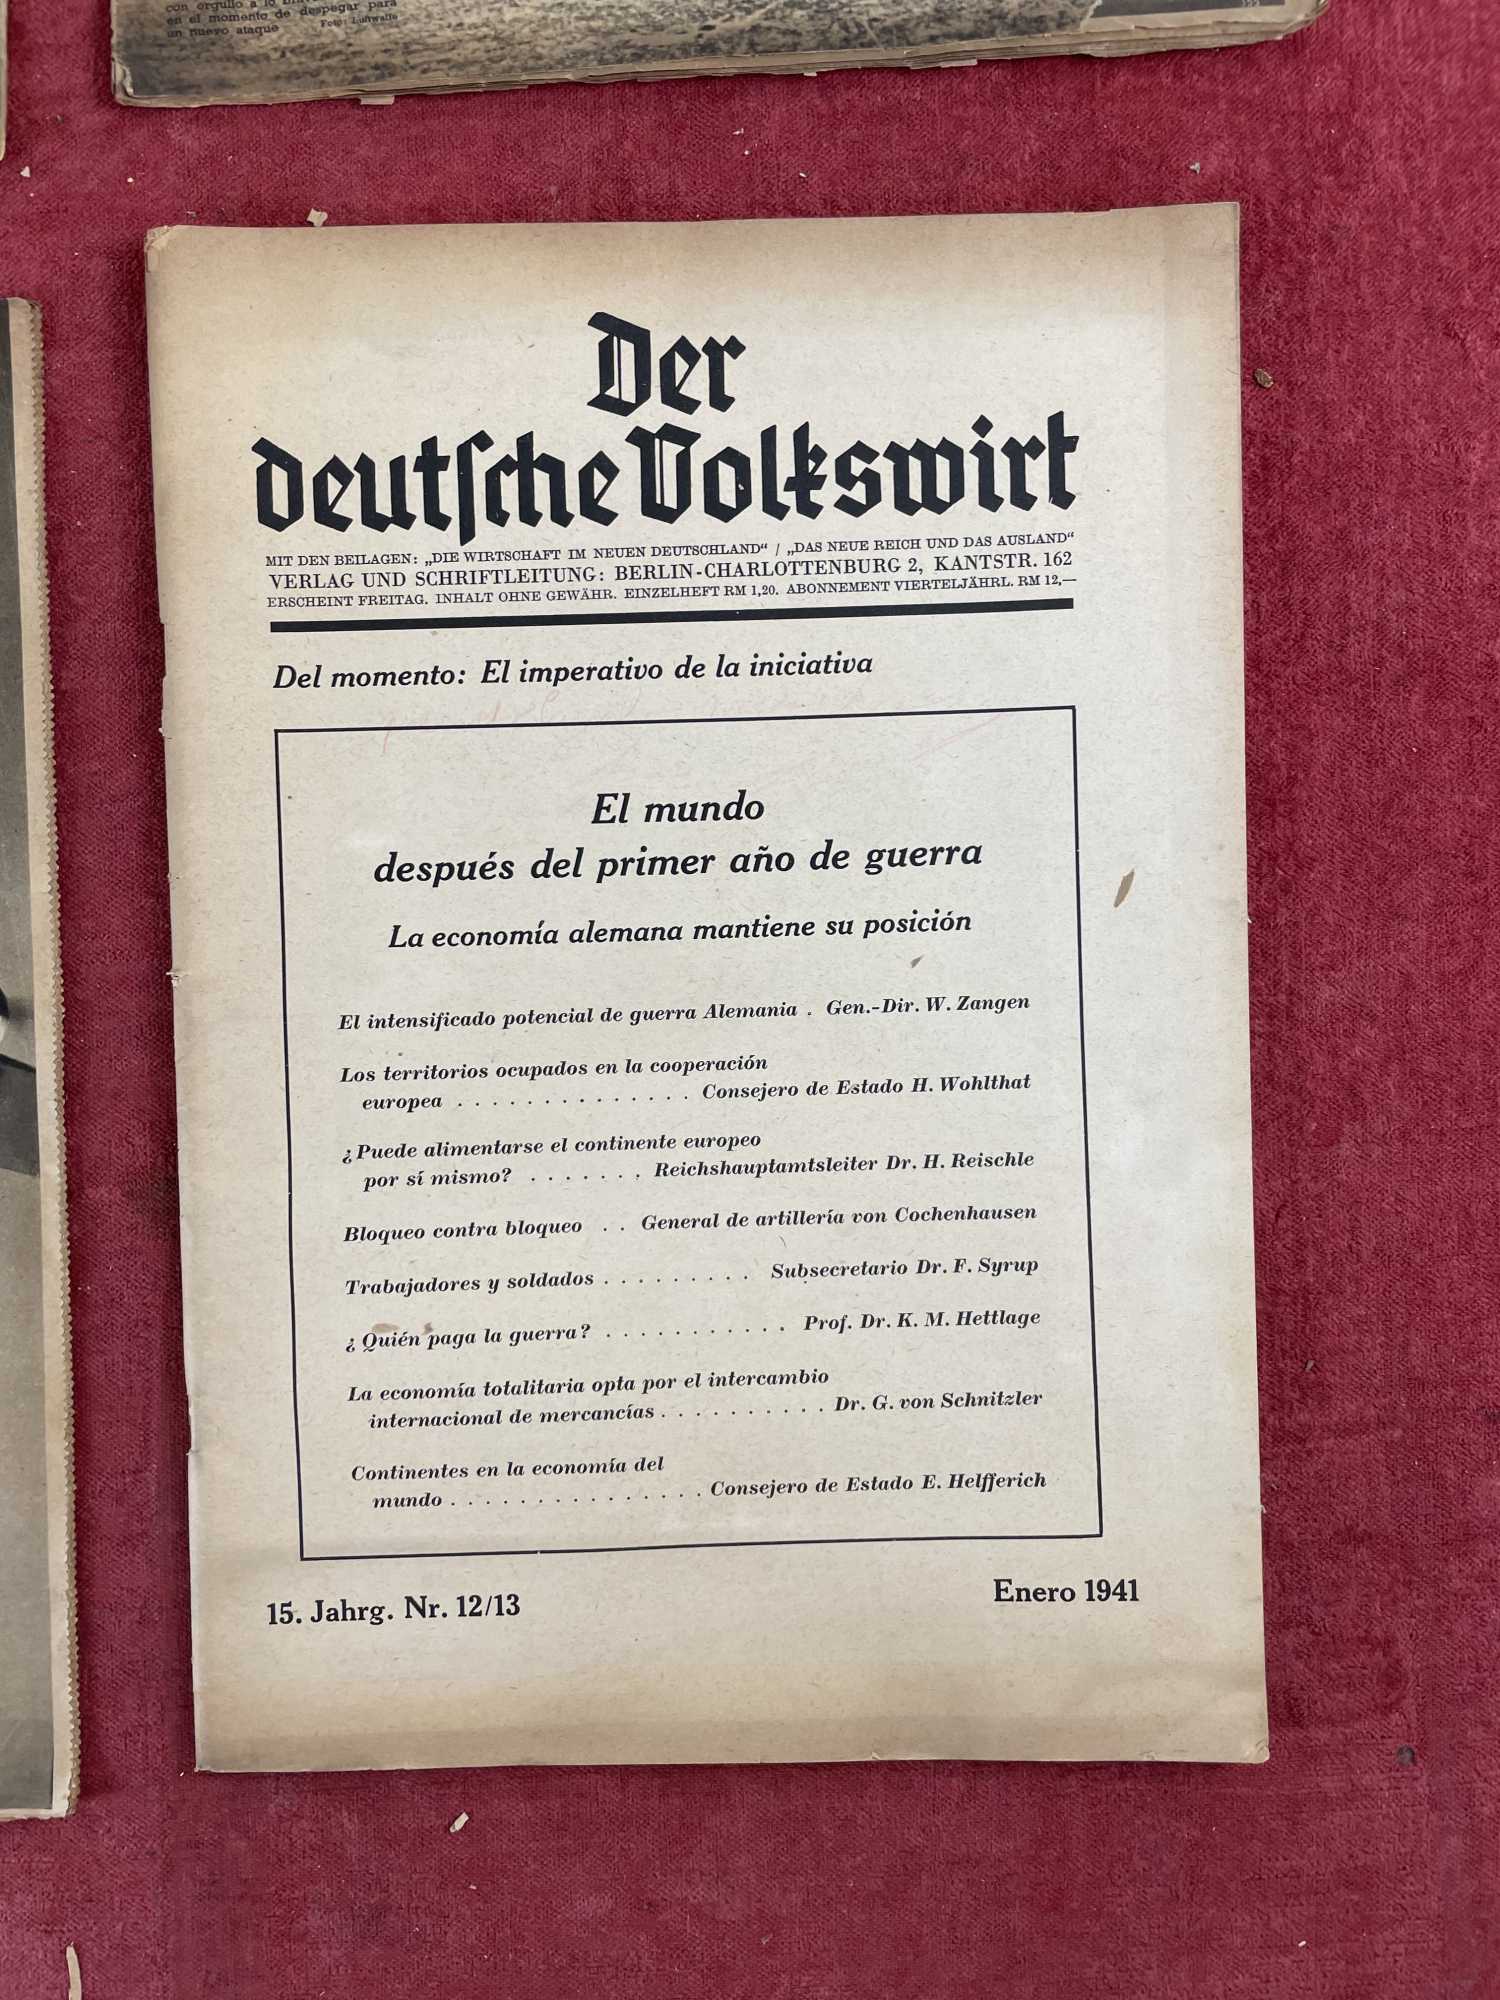 con orgullo a lo
en el momento de despegar para
un nuevo ataque Foto: Luftwaffe
Der
deutsche Volkswirt
MIT DEN BEILAGEN: „DIE WIRTSCHAFT IM NEUEN DEUTSCHLAND“ / „DAS NEUE REICH UND DAS AUSLAND“
VERLAG UND SCHRIFTLEITUNG: BERLIN-CHARLOTTENBURG 2, KANTSTR. 162
ERSCHEINT FREITAG. INHALT OHNE GEWÄHR. EINZELHEFT RM 1,20. ABONNEMENT VIERTELJÄHRL. RM 12,—
Del momento: El imperativo de la iniciativa
El mundo
después del primer año de guerra
La economía alemana mantiene su posición
El intensificado potencial de guerra Alemania . Gen.-Dir. W. Zangen
Los territorios ocupados en la cooperación
europea . . . . . . . . . . . . . . Consejero de Estado H. Wohlthat
¿Puede alimentarse el continente europeo
por sí mismo? . . . . . . . Reichshauptamtsleiter Dr. H. Reischle
Bloqueo contra bloqueo . . General de artillería von Cochenhausen
Trabajadores y soldados . . . . . . . . . Subsecretario Dr. F. Syrup
¿Quién paga la guerra? . . . . . . . . . . . Prof. Dr. K. M. Hettlage
La economía totalitaria opta por el intercambio
internacional de mercancías . . . . . . . . . . Dr. G. von Schnitzler
Continentes en la economía del
mundo . . . . . . . . . . . . . . . Consejero de Estado E. Helfferich
15. Jahrg. Nr. 12/13
Enero 1941